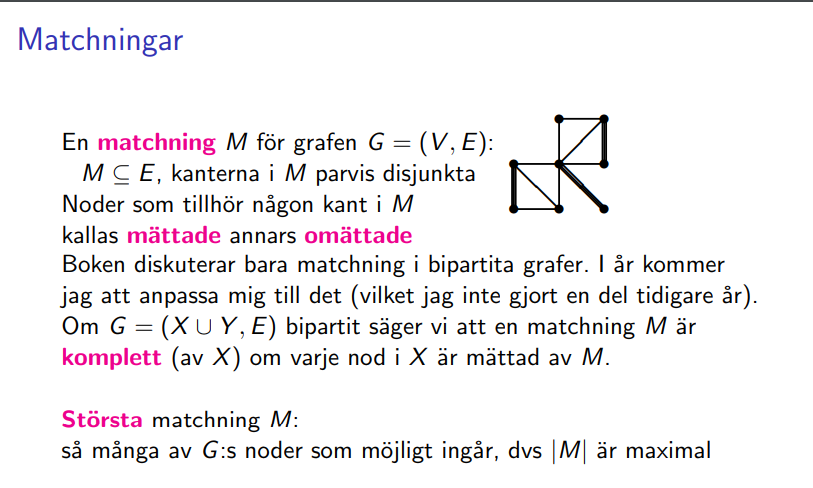 Matchningar
En matchning M för grafen G = (V, E):
M ⊆ E, kanterna i M parvis disjunkta
Noder som tillhör någon kant i M
kallas mättade annars omättade
Boken diskuterar bara matchning i bipartita grafer. I år kommer
jag att anpassa mig till det (vilket jag inte gjort en del tidigare år).
Om G = (X ∪ Y, E) bipartit säger vi att en matchning M är
komplett (av X) om varje nod i X är mättad av M.
Största matchning M:
så många av G:s noder som möjligt ingår, dvs |M| är maximal